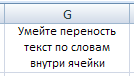 G
Умейте переность
текст по словам
внутри ячейки